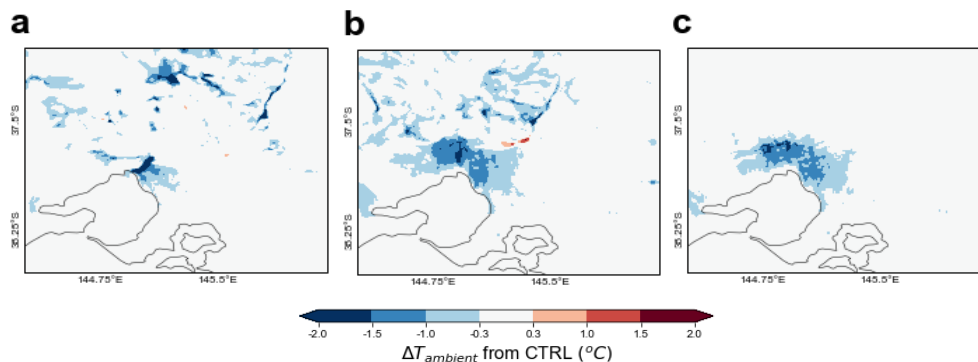 a b c
37.5°S 37.5°S 37.5°S
38.25°S 38.25°S 38.25°S
144.75°E 145.5°E 144.75°E 145.5°E 144.75°E 145.5°E
-2.0 -1.5 -1.0 -0.3 0.3 1.0 1.5 2.0
ΔT_ambient from CTRL (°C)